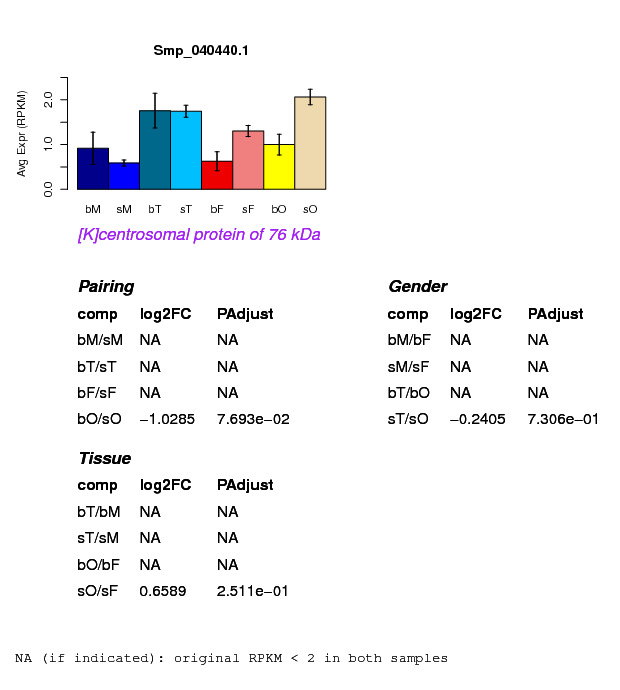 Smp_040440.1
Avg Expr (RPKM)
0.0 1.0 2.0
bM sM bT sT bF sF bO sO
[K]centrosomal protein of 76 kDa
Pairing
comp log2FC PAdjust
bM/sM NA NA
bT/sT NA NA
bF/sF NA NA
bO/sO −1.0285 7.693e−02
Gender
comp log2FC PAdjust
bM/bF NA NA
sM/sF NA NA
bT/bO NA NA
sT/sO −0.2405 7.306e−01
Tissue
comp log2FC PAdjust
bT/bM NA NA
sT/sM NA NA
bO/bF NA NA
sO/sF 0.6589 2.511e−01
NA (if indicated): original RPKM < 2 in both samples